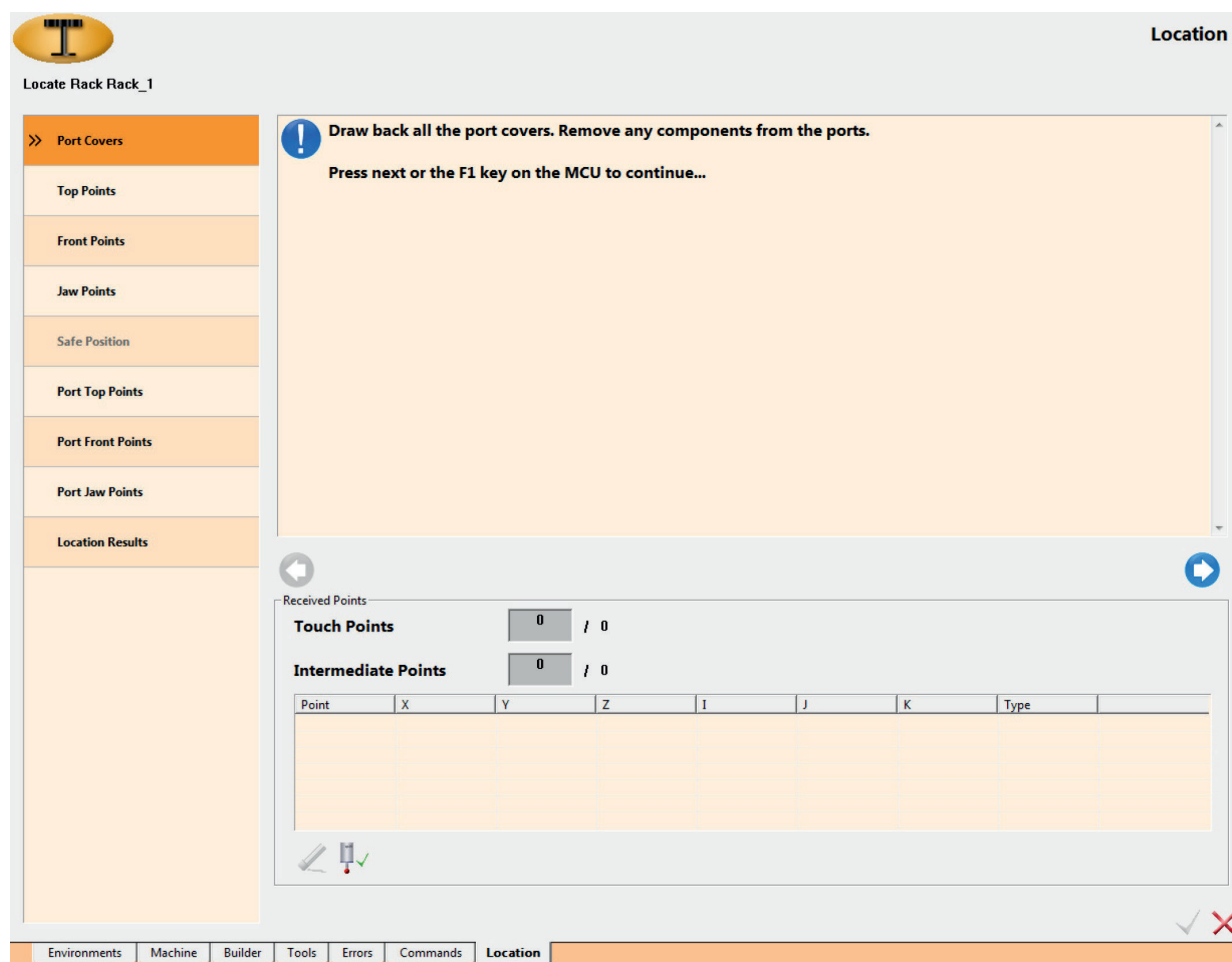 Location
Locate Rack Rack_1
Port Covers
Top Points
Front Points
Jaw Points
Safe Position
Port Top Points
Port Front Points
Port Jaw Points
Location Results
Draw back all the port covers. Remove any components from the ports.
Press next or the F1 key on the MCU to continue...
Received Points
Touch Points 0 / 0
Intermediate Points 0 / 0
Point X Y Z I J K Type
Environments Machine Builder Tools Errors Commands Location